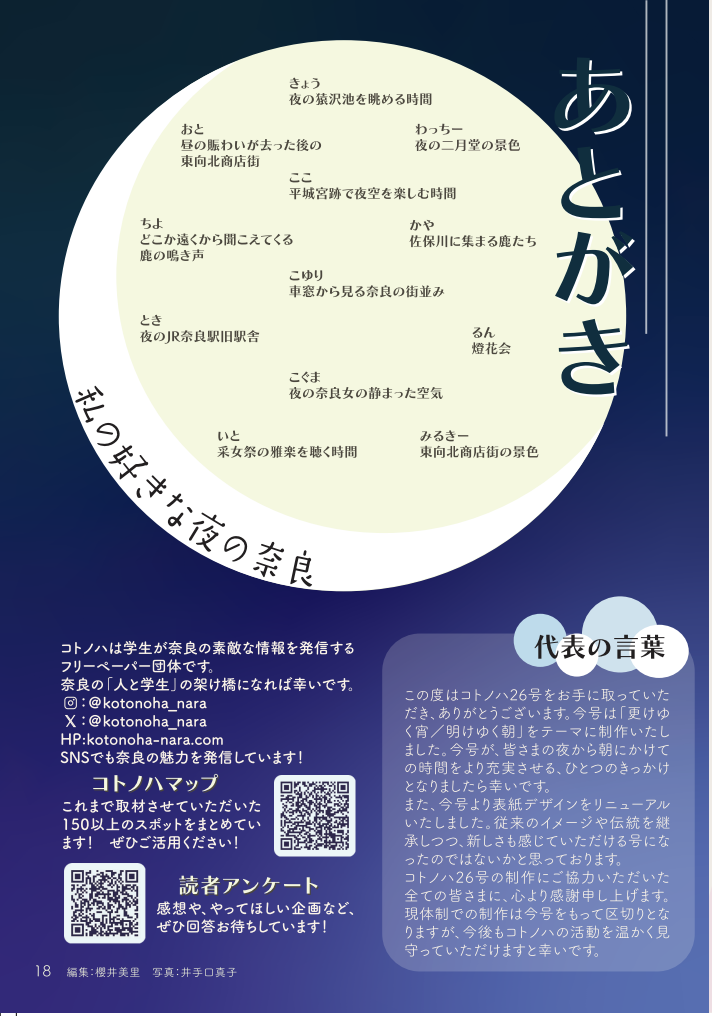 あとがき
きょう
夜の猿沢池を眺める時間
おと
昼の賑わいが去った後の
東向北商店街
わっちー
夜の二月堂の景色
ここ
平城宮跡で夜空を楽しむ時間
ちよ
どこか遠くから聞こえてくる
鹿の鳴き声
かや
佐保川に集まる鹿たち
こゆり
車窓から見る奈良の街並み
とき
夜のJR奈良駅旧駅舎
るん
燈花会
こぐま
夜の奈良女の静まった空気
いと
采女祭の雅楽を聴く時間
みるきー
東向北商店街の景色
私の好きな夜の奈良
コトノハは学生が奈良の素敵な情報を発信する
フリーペーパー団体です。
奈良の「人と学生」の架け橋になれば幸いです。
:@kotonoha_nara
X:@kotonoha_nara
HP:kotonoha-nara.com
SNSでも奈良の魅力を発信しています!
コトノハマップ
これまで取材させていただいた
150以上のスポットをまとめてい
ます! ぜひご活用ください!
読者アンケート
感想や、やってほしい企画など、
ぜひ回答お待ちしています!
代表の言葉
この度はコトノハ26号をお手に取っていた
だき、ありがとうございます。今号は「更けゆ
く宵/明けゆく朝」をテーマに制作いたし
ました。今号が、皆さまの夜から朝にかけて
の時間をより充実させる、ひとつのきっかけ
となりましたら幸いです。
また、今号より表紙デザインをリニューアル
いたしました。従来のイメージや伝統を継
承しつつ、新しさも感じていただける号にな
ったのではないかと思っております。
コトノハ26号の制作にご協力いただいた
全ての皆さまに、心より感謝申し上げます。
現体制での制作は今号をもって区切りとな
りますが、今後もコトノハの活動を温かく見
守っていただけますと幸いです。
18 編集:櫻井美里 写真:井手口真子